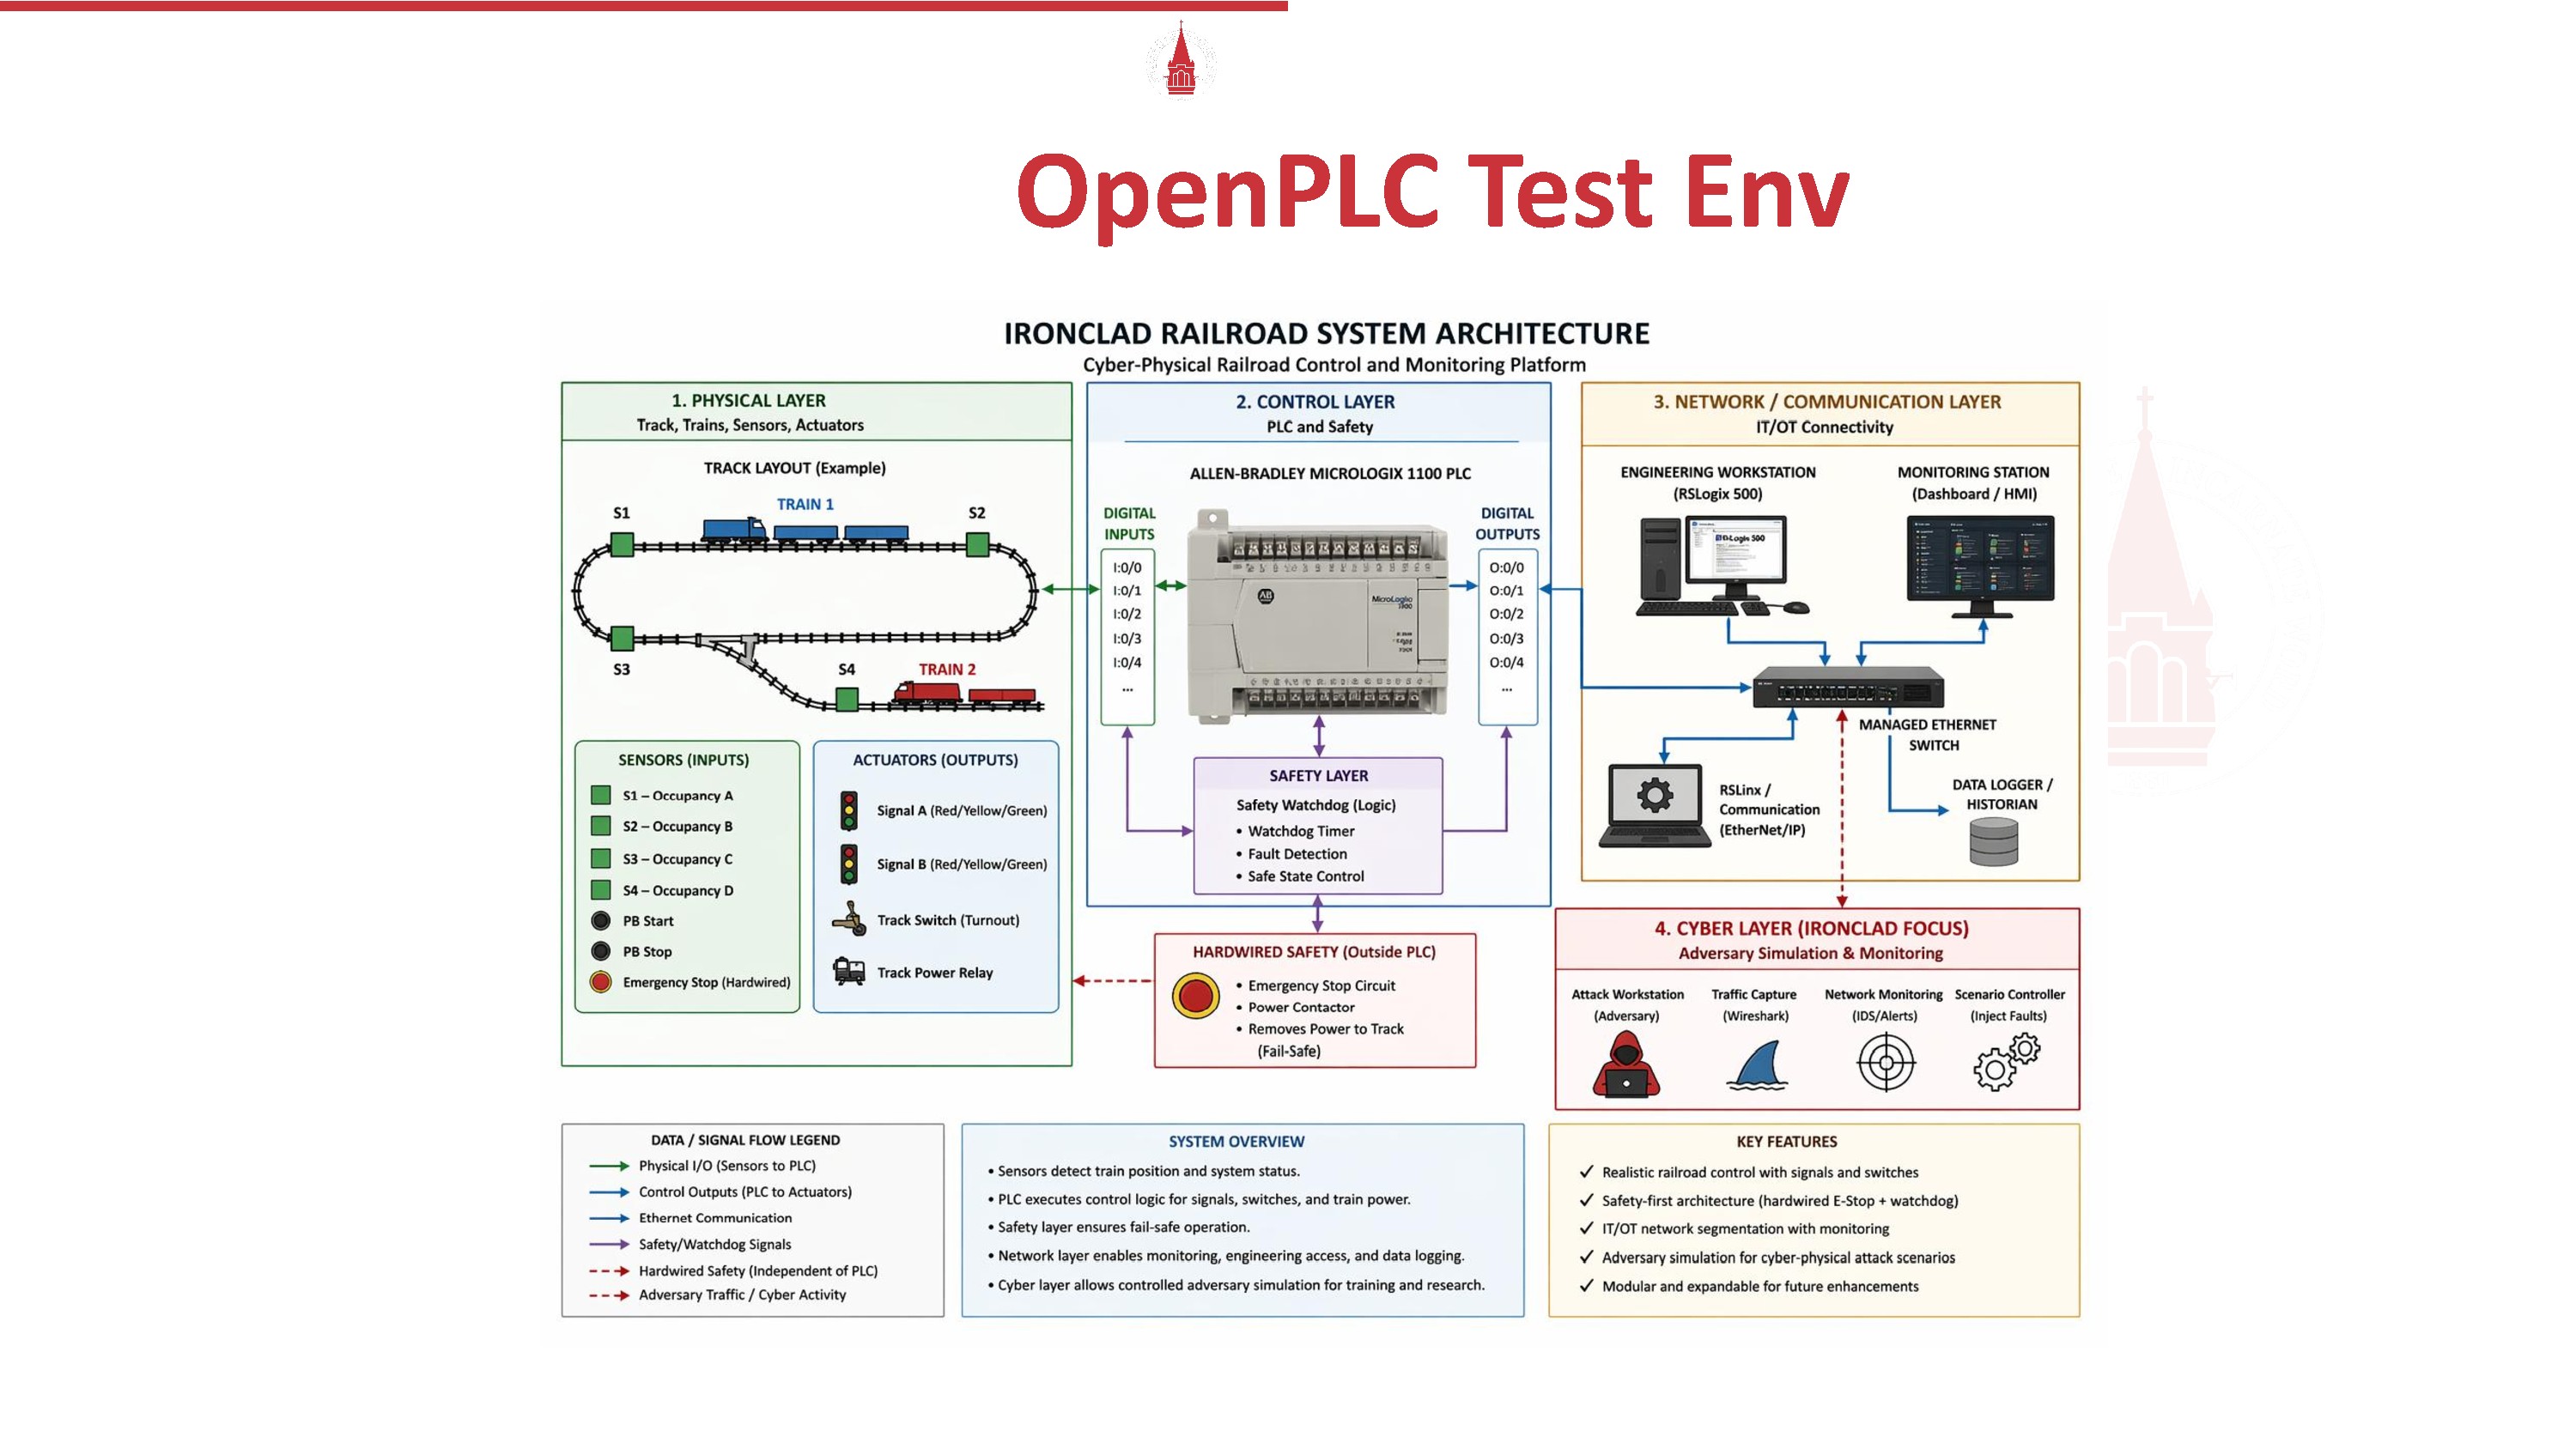 OpenPLC Test Env
IRONCLAD RAILROAD SYSTEM ARCHITECTURE
Cyber-Physical Railroad Control and Monitoring Platform
1. PHYSICAL LAYER
Track, Trains, Sensors, Actuators
TRACK LAYOUT (Example)
TRAIN 1
S1
S2
S3
S4
TRAIN 2
SENSORS (INPUTS)
S1 – Occupancy A
S2 – Occupancy B
S3 – Occupancy C
S4 – Occupancy D
PB Start
PB Stop
Emergency Stop (Hardwired)
ACTUATORS (OUTPUTS)
Signal A (Red/Yellow/Green)
Signal B (Red/Yellow/Green)
Track Switch (Turnout)
Track Power Relay
2. CONTROL LAYER
PLC and Safety
ALLEN-BRADLEY MICROLOGIX 1100 PLC
DIGITAL
INPUTS
I:0/0
I:0/1
I:0/2
I:0/3
I:0/4
...
AB
MicroLogix
DIGITAL
OUTPUTS
O:0/0
O:0/1
O:0/2
O:0/3
O:0/4
...
SAFETY LAYER
Safety Watchdog (Logic)
• Watchdog Timer
• Fault Detection
• Safe State Control
HARDWIRED SAFETY (Outside PLC)
• Emergency Stop Circuit
• Power Contactor
• Removes Power to Track
(Fail-Safe)
3. NETWORK / COMMUNICATION LAYER
IT/OT Connectivity
ENGINEERING WORKSTATION
(RSLogix 500)
MONITORING STATION
(Dashboard / HMI)
MANAGED ETHERNET
SWITCH
RSLinx /
Communication
(EtherNet/IP)
DATA LOGGER /
HISTORIAN
4. CYBER LAYER (IRONCLAD FOCUS)
Adversary Simulation & Monitoring
Attack Workstation
(Adversary)
Traffic Capture
(Wireshark)
Network Monitoring
(IDS/Alerts)
Scenario Controller
(Inject Faults)
DATA / SIGNAL FLOW LEGEND
Physical I/O (Sensors to PLC)
Control Outputs (PLC to Actuators)
Ethernet Communication
Safety/Watchdog Signals
Hardwired Safety (Independent of PLC)
Adversary Traffic / Cyber Activity
SYSTEM OVERVIEW
• Sensors detect train position and system status.
• PLC executes control logic for signals, switches, and train power.
• Safety layer ensures fail-safe operation.
• Network layer enables monitoring, engineering access, and data logging.
• Cyber layer allows controlled adversary simulation for training and research.
KEY FEATURES
✓ Realistic railroad control with signals and switches
✓ Safety-first architecture (hardwired E-Stop + watchdog)
✓ IT/OT network segmentation with monitoring
✓ Adversary simulation for cyber-physical attack scenarios
✓ Modular and expandable for future enhancements